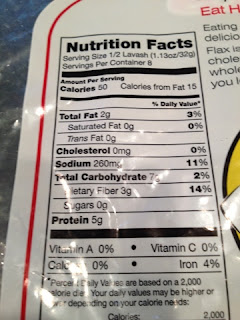 Eat H
Eating
delicio
Flax is
chole
whole
you l
Nutrition Facts
Serving Size 1/2 Lavash (1.13oz/32g)
Servings Per Container 8
Amount Per Serving
Calories 50 Calories from Fat 15
% Daily Value*
Total Fat 2g 3%
Saturated Fat 0g 0%
Trans Fat 0g
Cholesterol 0mg 0%
Sodium 260mg 11%
Total Carbohydrate 7g 2%
ietary Fiber 3g 14%
Sugars 0g
Protein 5g
Vitamin A 0% • Vitamin C 0%
Calc 0% • Iron 4%
*Percent Daily Values are based on a 2,000
calorie diet. Your daily values may be higher or
depending on your calorie needs:
Calories: 2,000